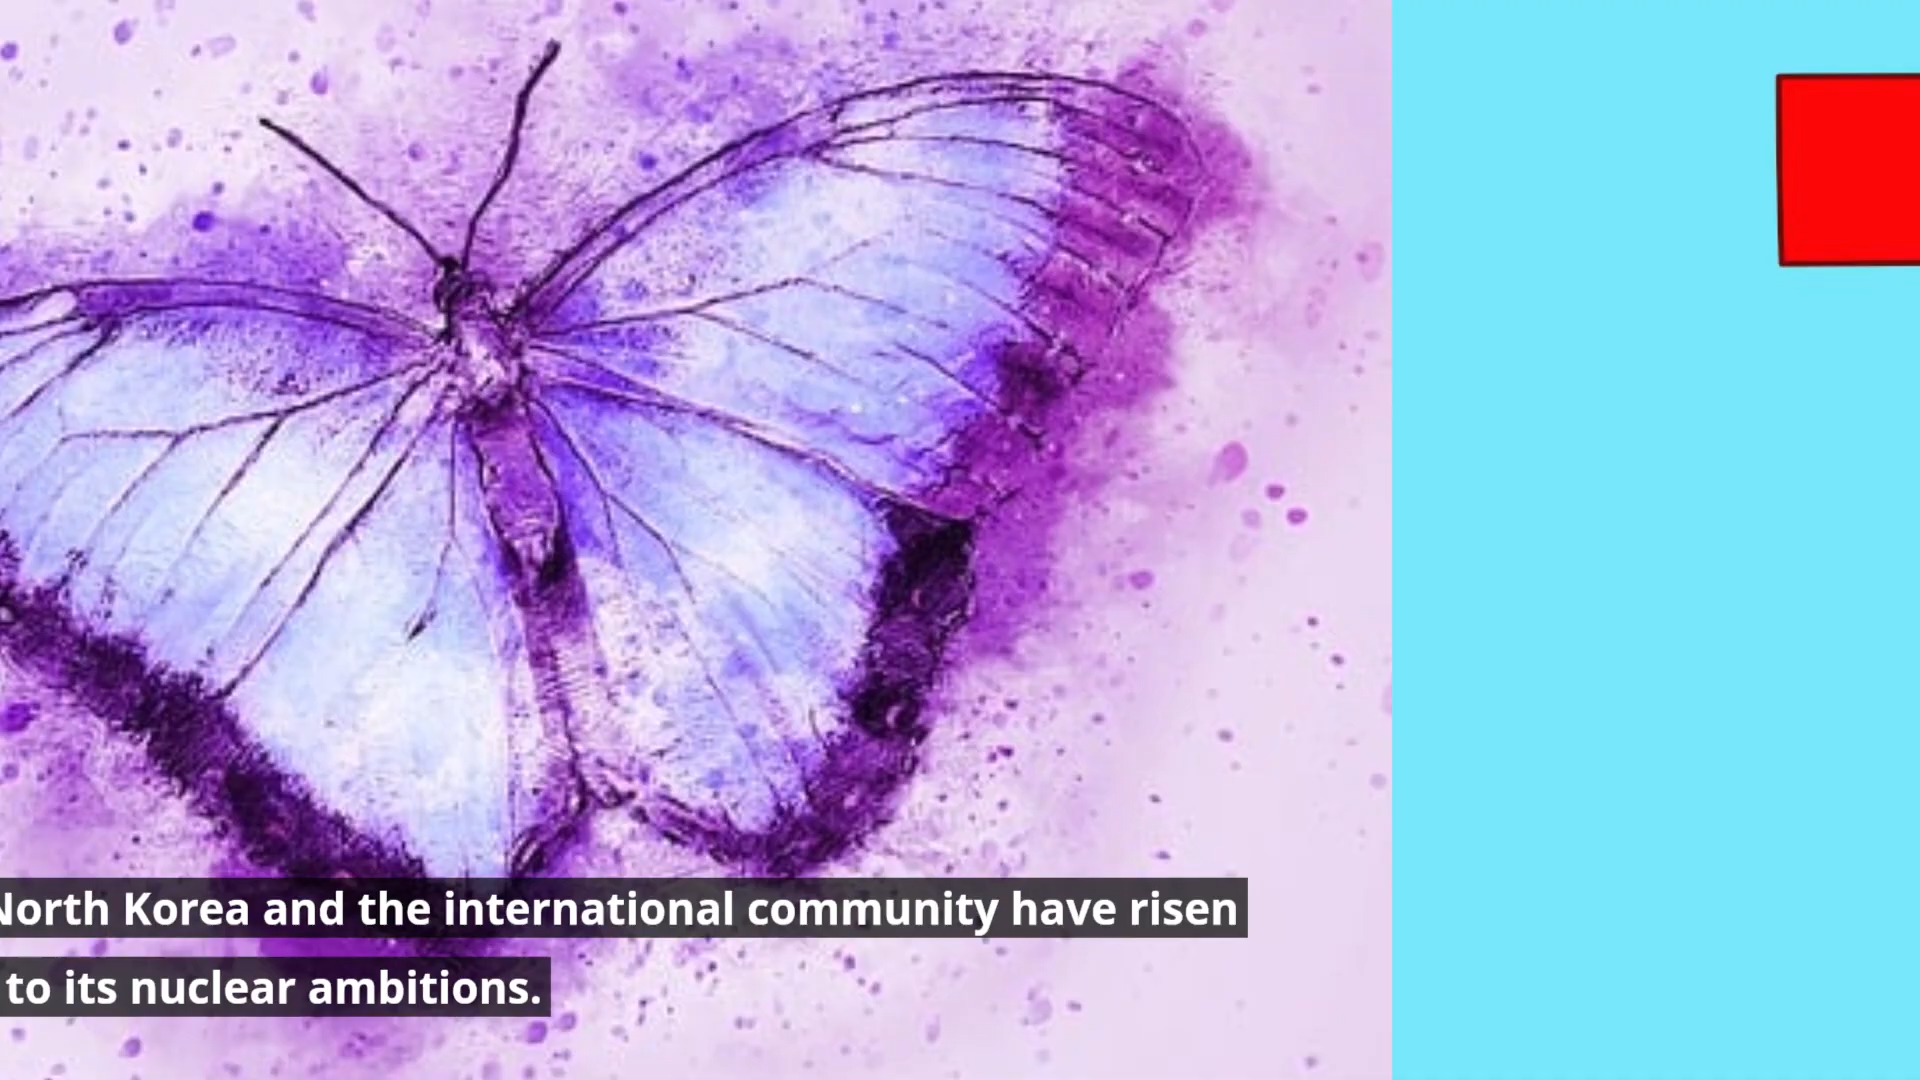 North Korea and the international community have risen
to its nuclear ambitions.